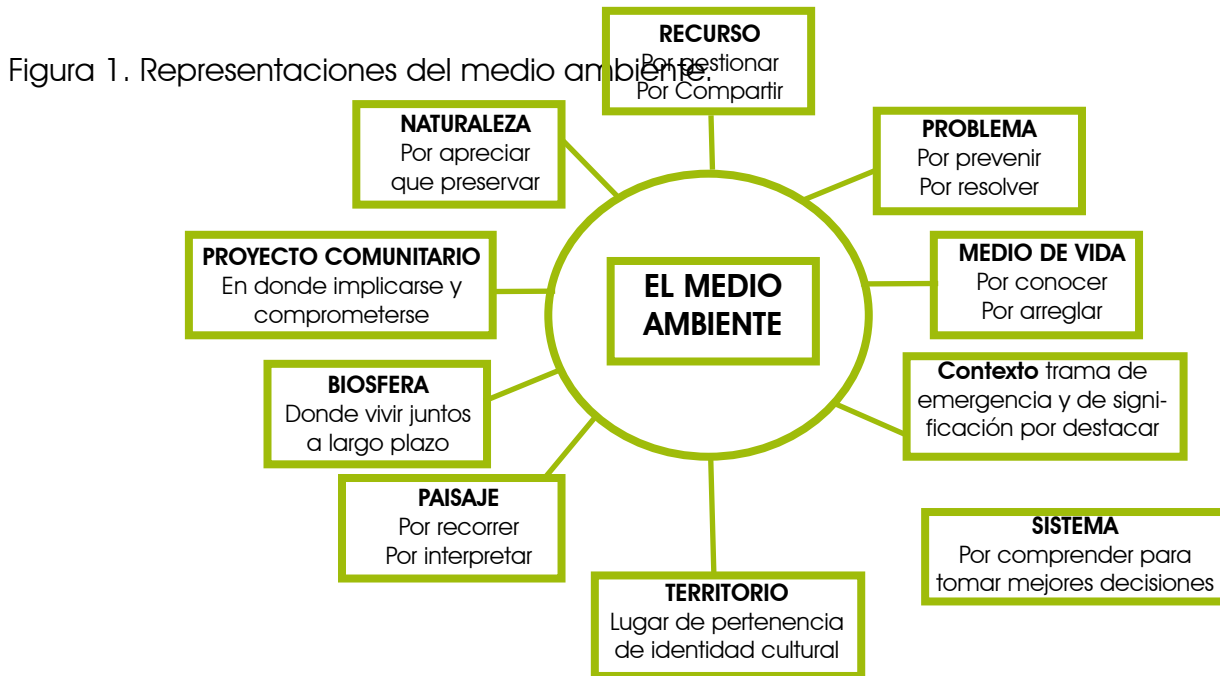 Figura 1. Representaciones del medio ambiente.
RECURSO
Por gestionar
Por Compartir
NATURALEZA
Por apreciar
que preservar
PROBLEMA
Por prevenir
Por resolver
PROYECTO COMUNITARIO
En donde implicarse y
comprometerse
EL MEDIO
AMBIENTE
MEDIO DE VIDA
Por conocer
Por arreglar
BIOSFERA
Donde vivir juntos
a largo plazo
Contexto trama de
emergencia y de signi-
ficación por destacar
PAISAJE
Por recorrer
Por interpretar
SISTEMA
Por comprender para
tomar mejores decisiones
TERRITORIO
Lugar de pertenencia
de identidad cultural